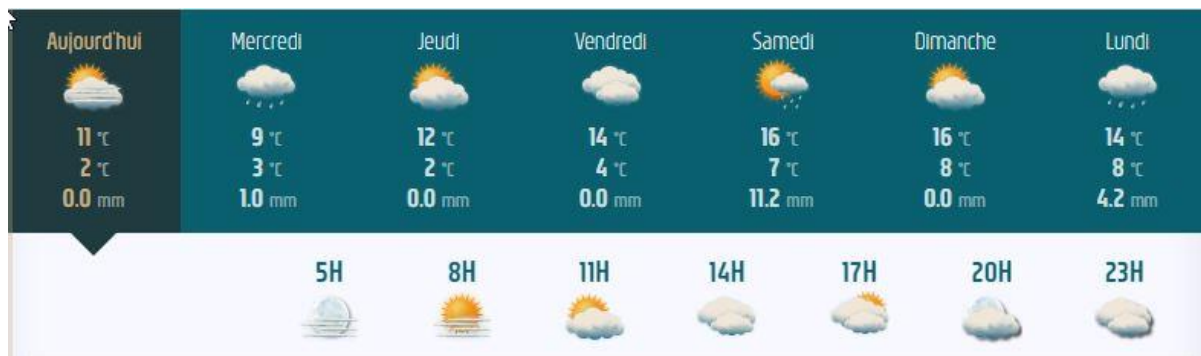 Aujourd'hui Mercredi Jeudi Vendredi Samedi Dimanche Lundi
11 °C 9 °C 12 °C 14 °C 16 °C 16 °C 14 °C
2 °C 3 °C 2 °C 4 °C 7 °C 8 °C 8 °C
0.0 mm 1.0 mm 0.0 mm 0.0 mm 11.2 mm 0.0 mm 4.2 mm
5H 8H 11H 14H 17H 20H 23H